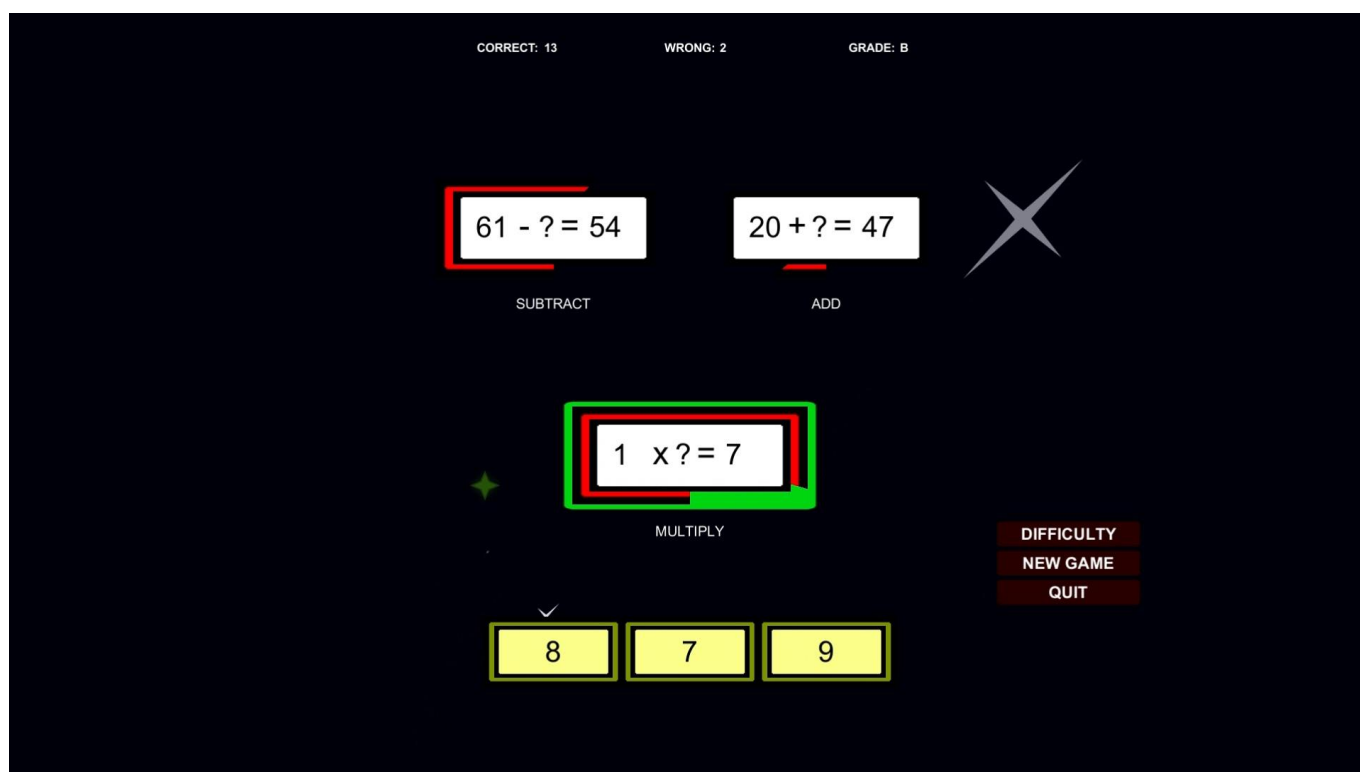 CORRECT: 13 WRONG: 2 GRADE: B
61 - ? = 54
20 + ? = 47
SUBTRACT
ADD
1 x ? = 7
MULTIPLY
DIFFICULTY
NEW GAME
QUIT
8 7 9